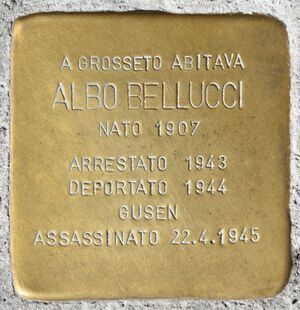 A GROSSETO ABITAVA
ALBO BELLUCCI
NATO 1907
ARRESTATO 1943
DEPORTATO 1944
GUSEN
ASSASSINATO 22.4.1945